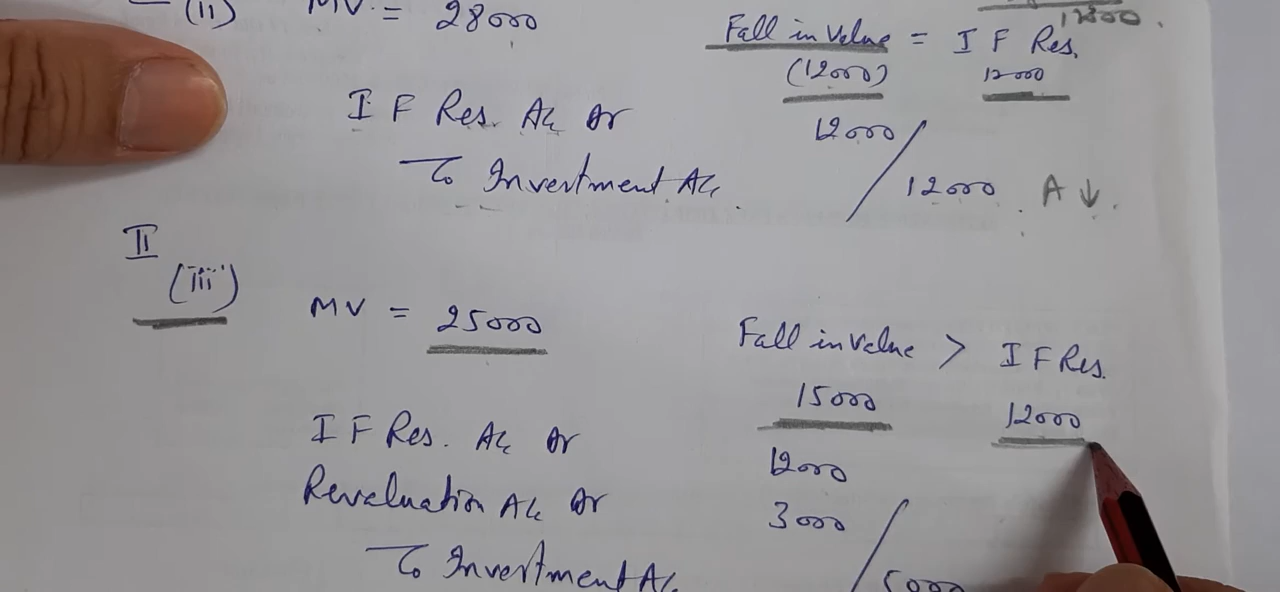 (ii) MV. = 28000
12000.
Fall in Value = I F Res.
(12000) 12000
I F Res. A/c Dr 12000
To Investment A/c. 12000 . A ↓.
II
(iii)
MV = 25000
Fall in Value > I F Res.
15000 12000
I F Res. A/c Dr 12000
Revaluation A/c Dr 3000
To Investment A/c